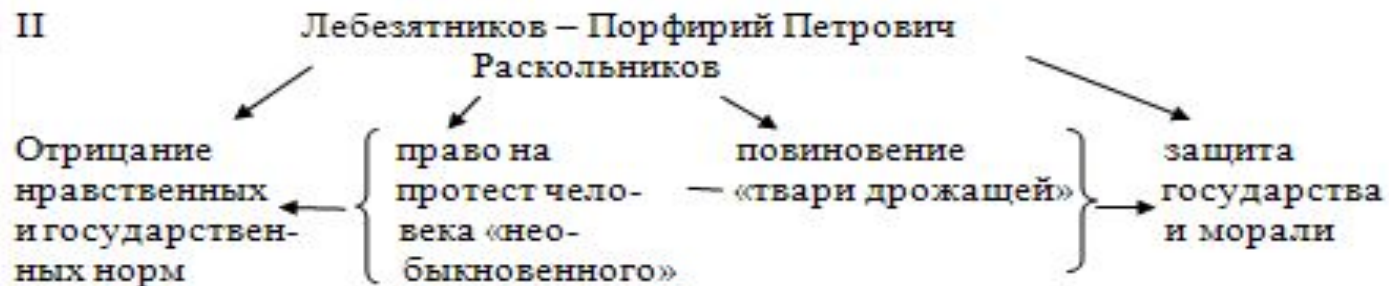 II Лебезятников – Порфирий Петрович
Раскольников
Отрицание
нравственных
и государствен-
ных норм
право на
протест чело-
века «нео-
быкновенного»
повиновение
«твари дрожащей»
защита
государства
и морали